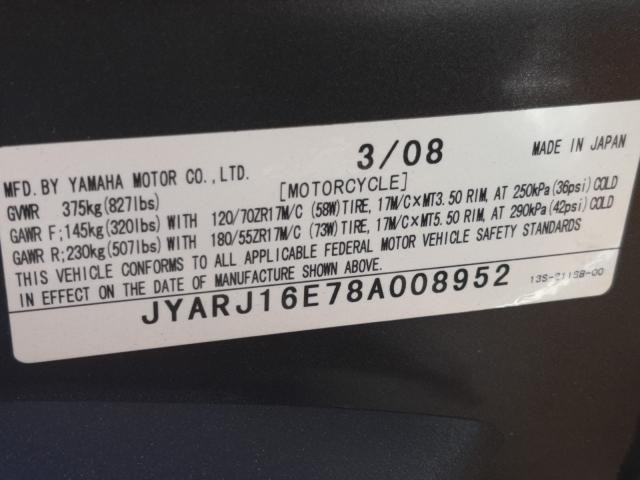 3/08 MADE IN JAPAN
MFD.BY YAMAHA MOTOR CO.,LTD.
[MOTORCYCLE]
GVWR 375kg(827lbs)
GAWR F;145kg(320lbs) WITH 120/70ZR17M/C (58W)TIRE, 17M/C×MT3.50 RIM, AT 250kPa(36psi)COLD
GAWR R;230kg(507lbs) WITH 180/55ZR17M/C (73W)TIRE, 17M/C×MT5.50 RIM, AT 290kPa(42psi)COLD
THIS VEHICLE CONFORMS TO ALL APPLICABLE FEDERAL MOTOR VEHICLE SAFETY STANDARDS
IN EFFECT ON THE DATE OF MANUFACTURE SHOWN ABOVE.
JYARJ16E78A008952